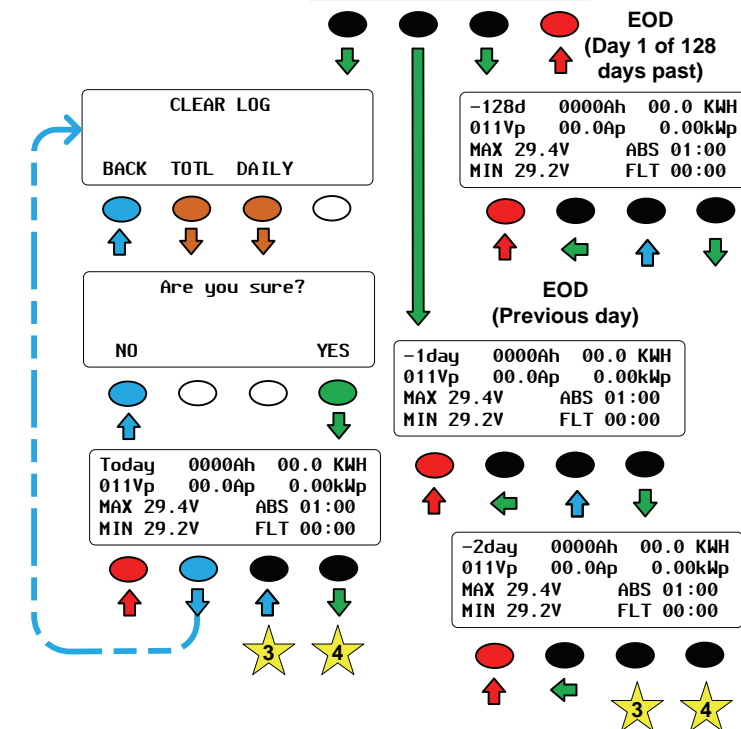 EOD
(Day 1 of 128
days past)
-128d 0000Ah 00.0 KWH
011Vp 00.0Ap 0.00kWp
MAX 29.4V ABS 01:00
MIN 29.2V FLT 00:00
CLEAR LOG
BACK TOTL DAILY
Are you sure?
NO YES
EOD
(Previous day)
-1day 0000Ah 00.0 KWH
011Vp 00.0Ap 0.00kWp
MAX 29.4V ABS 01:00
MIN 29.2V FLT 00:00
Today 0000Ah 00.0 KWH
011Vp 00.0Ap 0.00kWp
MAX 29.4V ABS 01:00
MIN 29.2V FLT 00:00
3 4
-2day 0000Ah 00.0 KWH
011Vp 00.0Ap 0.00kWp
MAX 29.4V ABS 01:00
MIN 29.2V FLT 00:00
3 4